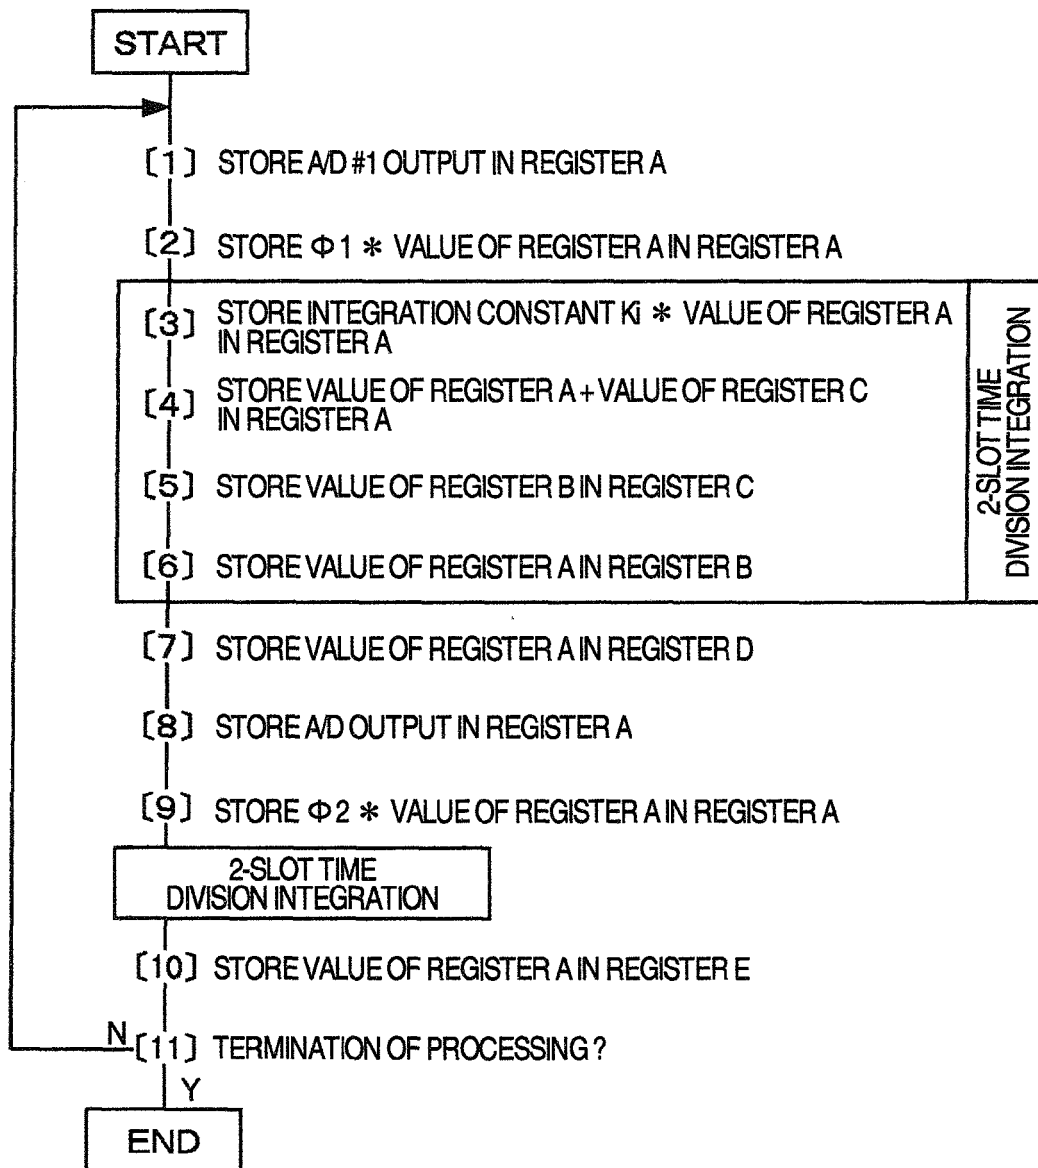 START
[1] STORE A/D #1 OUTPUT IN REGISTER A
[2] STORE Φ1 * VALUE OF REGISTER A IN REGISTER A
[3] STORE INTEGRATION CONSTANT Ki * VALUE OF REGISTER A
IN REGISTER A
[4] STORE VALUE OF REGISTER A + VALUE OF REGISTER C
IN REGISTER A
[5] STORE VALUE OF REGISTER B IN REGISTER C
[6] STORE VALUE OF REGISTER A IN REGISTER B
2-SLOT TIME
DIVISION INTEGRATION
[7] STORE VALUE OF REGISTER A IN REGISTER D
[8] STORE A/D OUTPUT IN REGISTER A
[9] STORE Φ2 * VALUE OF REGISTER A IN REGISTER A
2-SLOT TIME
DIVISION INTEGRATION
[10] STORE VALUE OF REGISTER A IN REGISTER E
N [11] TERMINATION OF PROCESSING ?
Y
END